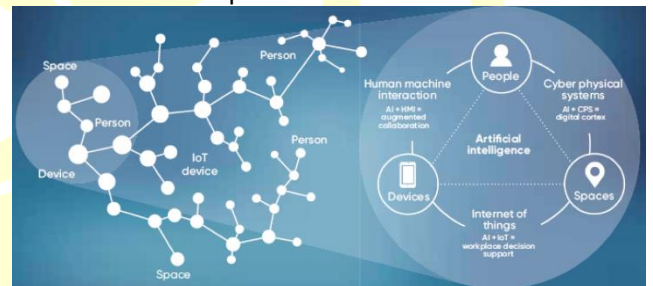 Space
Person
Device
IoT
device
Space
Person
Person
People
Human machine
interaction
AI + HMI =
augmented
collaboration
Cyber physical
systems
AI + CPS =
digital cortex
Artificial
intelligence
Devices
Spaces
Internet of
things
AI + IoT =
workplace decision
support